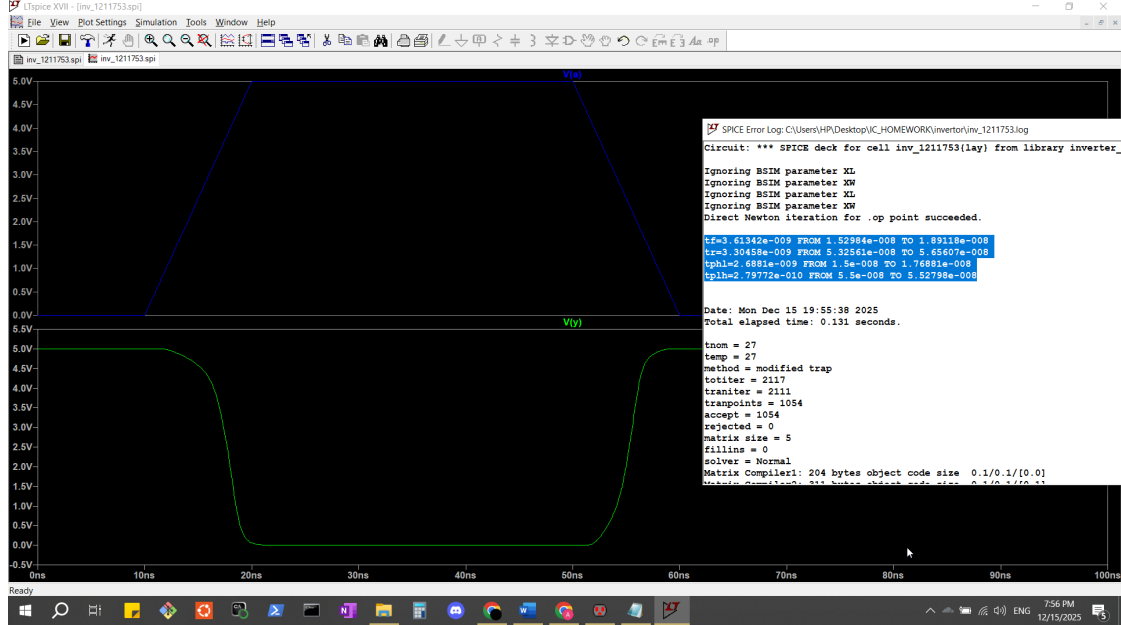 LTspice XVII - [inv_1211753.spi]
File View Plot Settings Simulation Tools Window Help
inv_1211753.spi inv_1211753.spi
V(a)
5.0V
4.5V
4.0V
3.5V
3.0V
2.5V
2.0V
1.5V
1.0V
0.5V
0.0V
V(y)
5.5V
5.0V
4.5V
4.0V
3.5V
3.0V
2.5V
2.0V
1.5V
1.0V
0.5V
0.0V
-0.5V
0ns 10ns 20ns 30ns 40ns 50ns 60ns 70ns 80ns 90ns 100ns
SPICE Error Log: C:\Users\HP\Desktop\IC_HOMEWORK\invertor\inv_1211753.log
Circuit: *** SPICE deck for cell inv_1211753{lay} from library inverter_
Ignoring BSIM parameter XL
Ignoring BSIM parameter XW
Ignoring BSIM parameter XL
Ignoring BSIM parameter XW
Direct Newton iteration for .op point succeeded.
tf=3.61342e-009 FROM 1.52984e-008 TO 1.89118e-008
tr=3.30458e-009 FROM 5.32561e-008 TO 5.65607e-008
tphl=2.6881e-009 FROM 1.5e-008 TO 1.76881e-008
tplh=2.79772e-010 FROM 5.5e-008 TO 5.52798e-008
Date: Mon Dec 15 19:55:38 2025
Total elapsed time: 0.131 seconds.
tnom = 27
temp = 27
method = modified trap
totiter = 2117
traniter = 2111
tranpoints = 1054
accept = 1054
rejected = 0
matrix size = 5
fillins = 0
solver = Normal
Matrix Compiler1: 204 bytes object code size 0.1/0.1/[0.0]
Ready
ENG
7:56 PM
12/15/2025
5